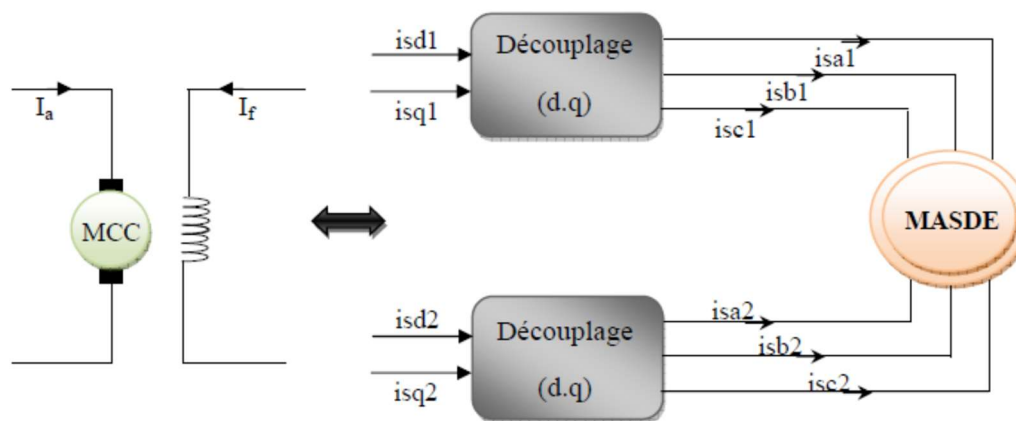 Ia
If
MCC
isd1
isq1
Découplage
(d.q)
isa1
isb1
isc1
MASDE
isd2
isq2
Découplage
(d.q)
isa2
isb2
isc2